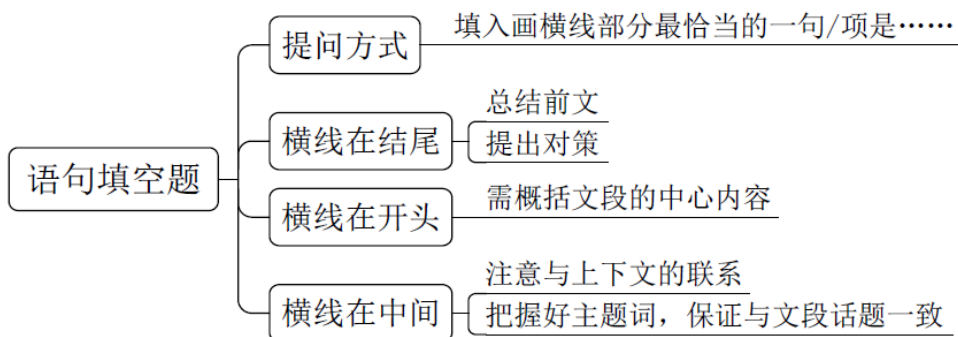 语句填空题
提问方式
填入画横线部分最恰当的一句/项是……
横线在结尾
总结前文
提出对策
横线在开头
需概括文段的中心内容
横线在中间
注意与上下文的联系
把握好主题词，保证与文段话题一致